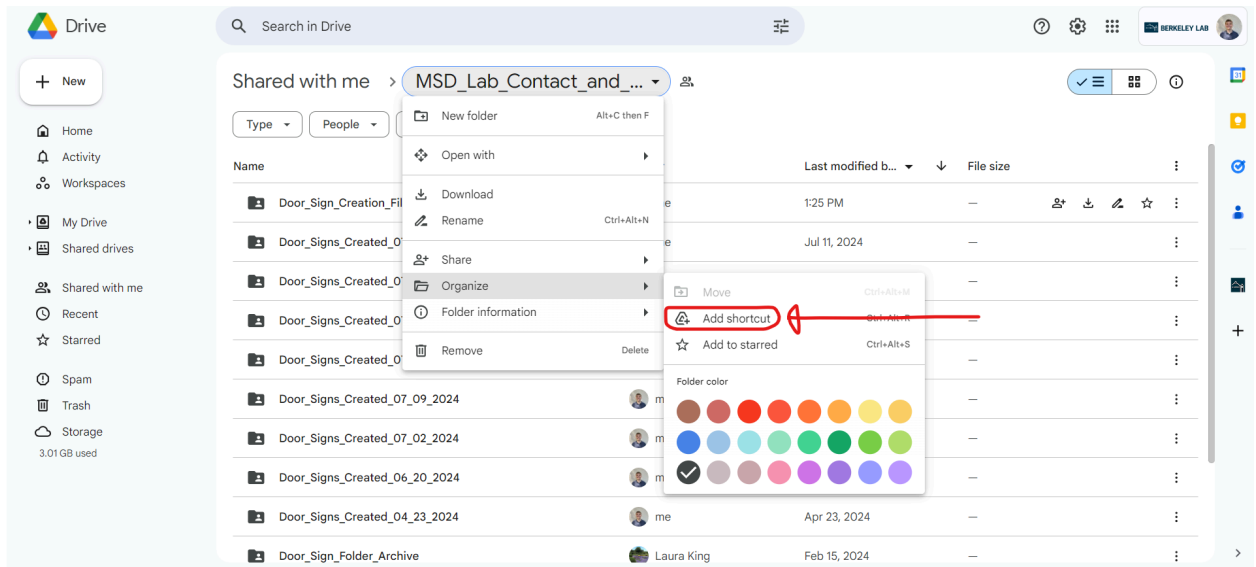 Drive
Search in Drive
BERKELEY LAB
New
Home
Activity
Workspaces
My Drive
Shared drives
Shared with me
Recent
Starred
Spam
Trash
Storage
3.01 GB used
Shared with me > MSD_Lab_Contact_and_...
Type People
Name Last modified b... File size
Door_Sign_Creation_Fil e 1:25 PM —
Door_Signs_Created_0 e Jul 11, 2024 —
Door_Signs_Created_0 —
Door_Signs_Created_0 —
Door_Signs_Created_0 —
Door_Signs_Created_07_09_2024 m —
Door_Signs_Created_07_02_2024 m —
Door_Signs_Created_06_20_2024 m —
Door_Signs_Created_04_23_2024 me Apr 23, 2024 —
Door_Sign_Folder_Archive Laura King Feb 15, 2024 —
New folder Alt+C then F
Open with
Download
Rename Ctrl+Alt+N
Share
Organize
Folder information
Remove Delete
Move Ctrl+Alt+M
Add shortcut Ctrl+Alt+R
Add to starred Ctrl+Alt+S
Folder color
31